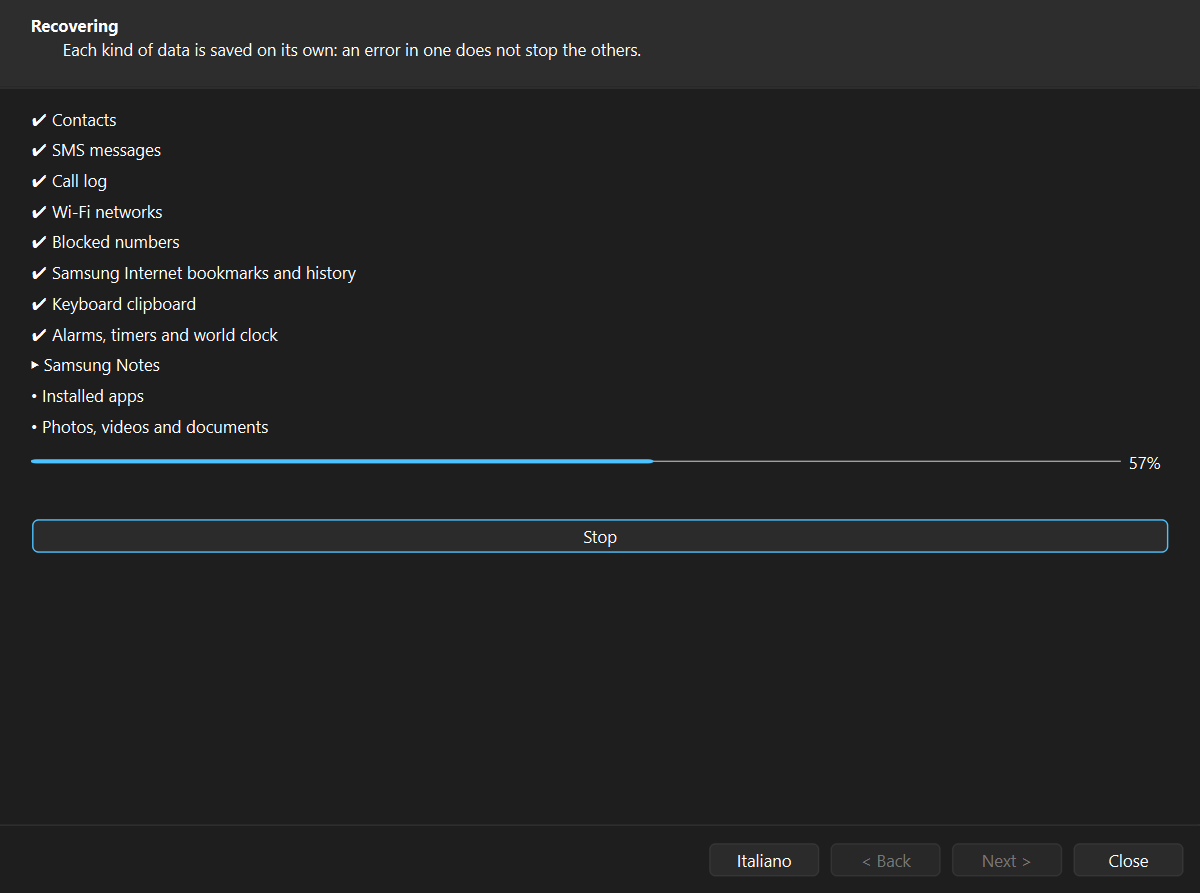 Recovering
Each kind of data is saved on its own: an error in one does not stop the others.
✔ Contacts
✔ SMS messages
✔ Call log
✔ Wi-Fi networks
✔ Blocked numbers
✔ Samsung Internet bookmarks and history
✔ Keyboard clipboard
✔ Alarms, timers and world clock
▸ Samsung Notes
• Installed apps
• Photos, videos and documents
57%
Stop
Italiano
< Back
Next >
Close